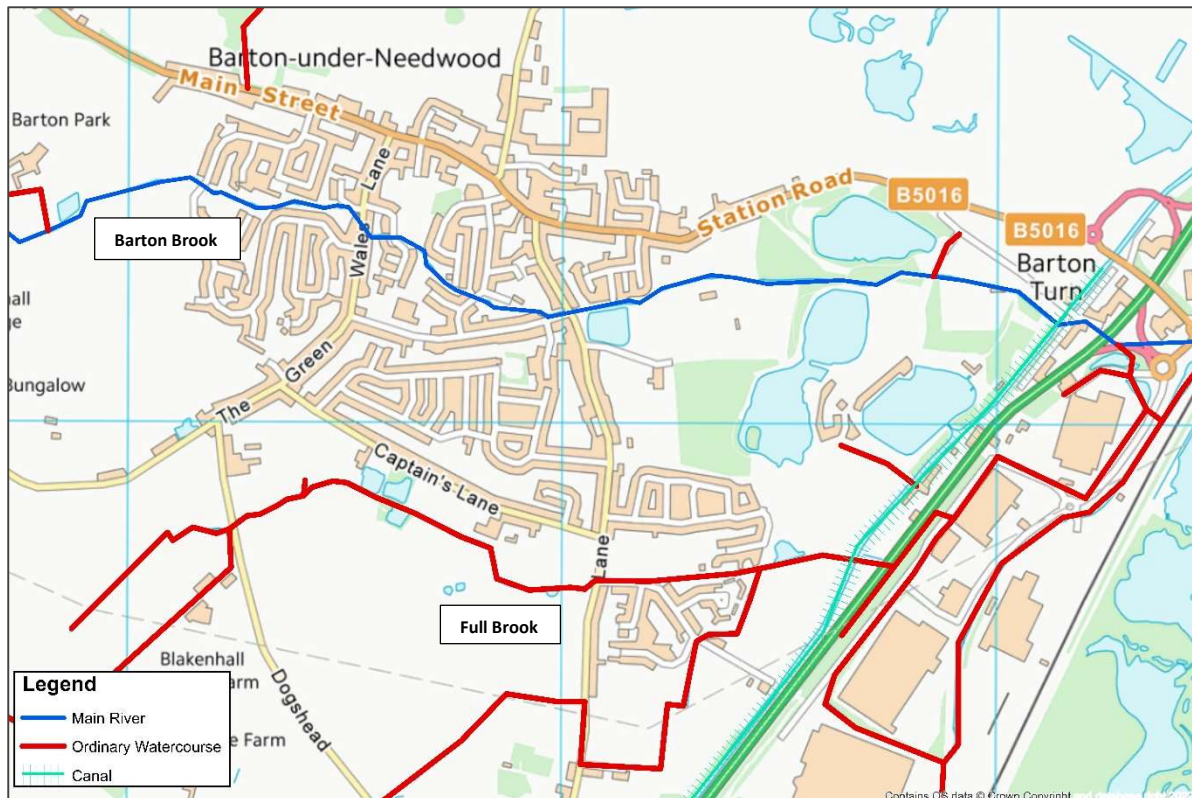 Barton-under-Needwood
Main Street
Barton Park
Wales Lane
Barton Brook
Station Road
B5016
B5016
Barton
Turn
The Green
Bungalow
Captain's Lane
Lane
Full Brook
Blakenhall
Dogshead
Legend
Main River
Ordinary Watercourse
Canal
Farm
Contains OS data © Crown Copyright